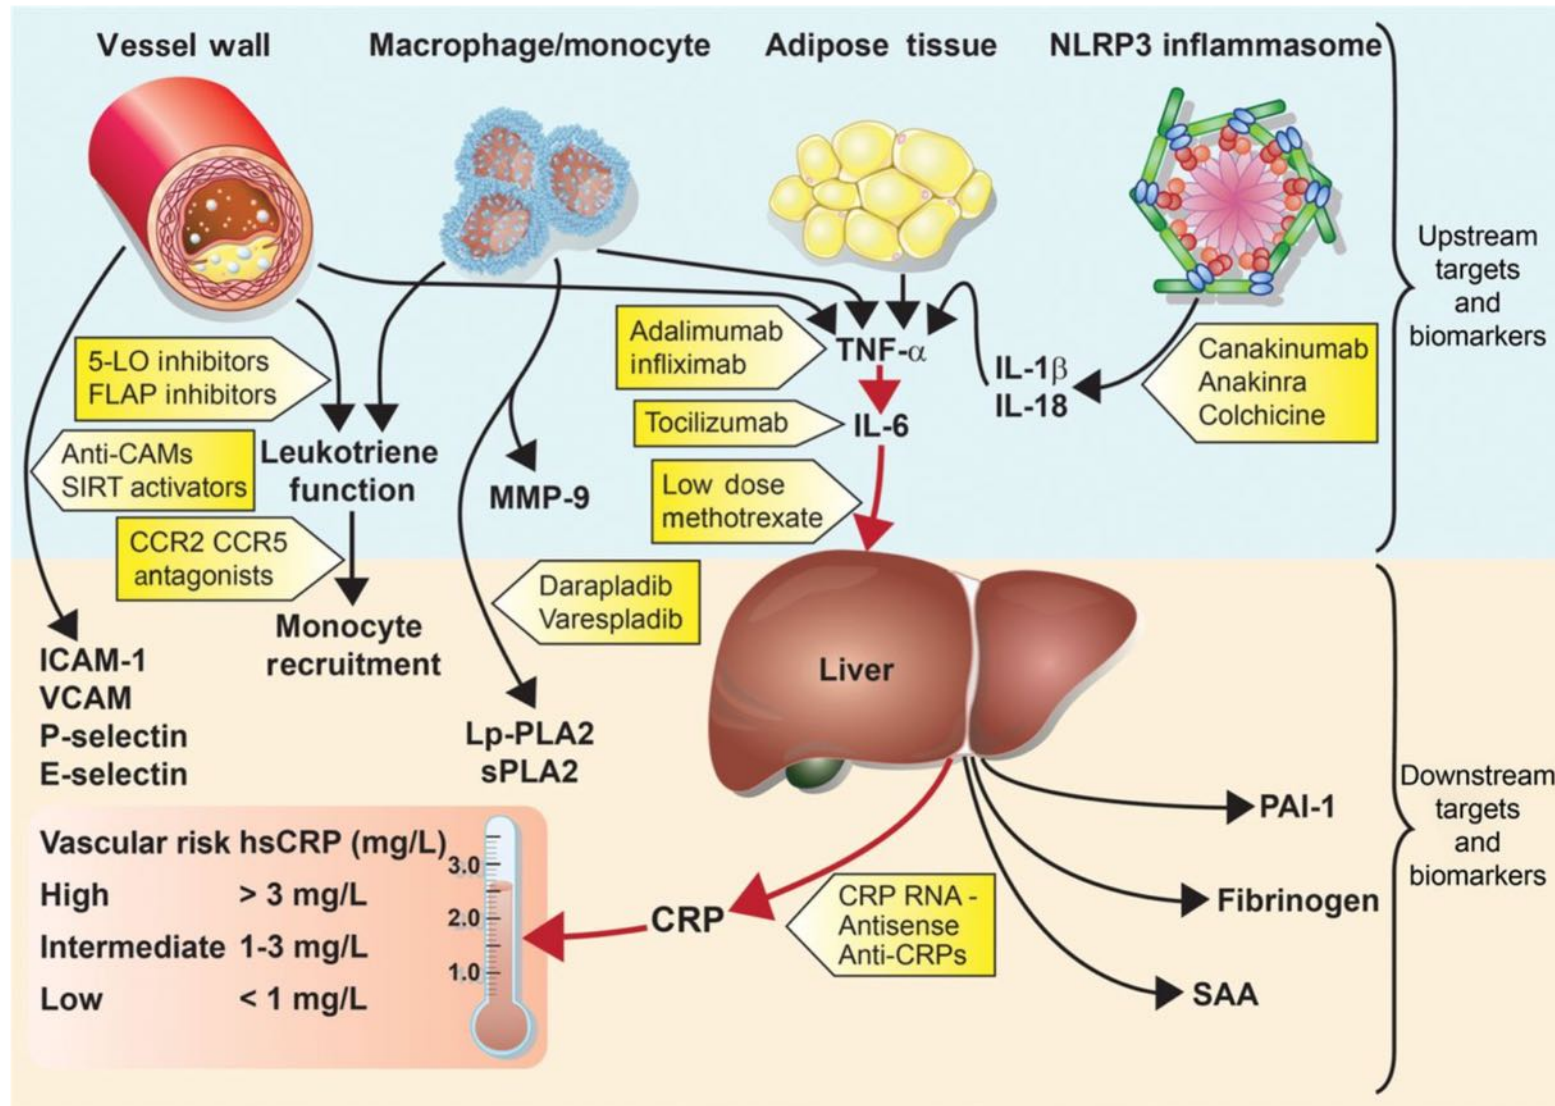 Vessel wall
Macrophage/monocyte
Adipose tissue
NLRP3 inflammasome
Upstream
targets
and
biomarkers
5-LO inhibitors
FLAP inhibitors
Adalimumab
infliximab
TNF-α
IL-1β
IL-18
Canakinumab
Anakinra
Colchicine
Tocilizumab
IL-6
Anti-CAMs
SIRT activators
Leukotriene
function
MMP-9
Low dose
methotrexate
CCR2 CCR5
antagonists
Darapladib
Varespladib
Monocyte
recruitment
ICAM-1
VCAM
P-selectin
E-selectin
Lp-PLA2
sPLA2
Liver
Downstream
targets
and
biomarkers
PAI-1
Fibrinogen
SAA
CRP RNA -
Antisense
Anti-CRPs
CRP
Vascular risk hsCRP (mg/L)
High > 3 mg/L
Intermediate 1-3 mg/L
Low < 1 mg/L
3.0
2.0
1.0